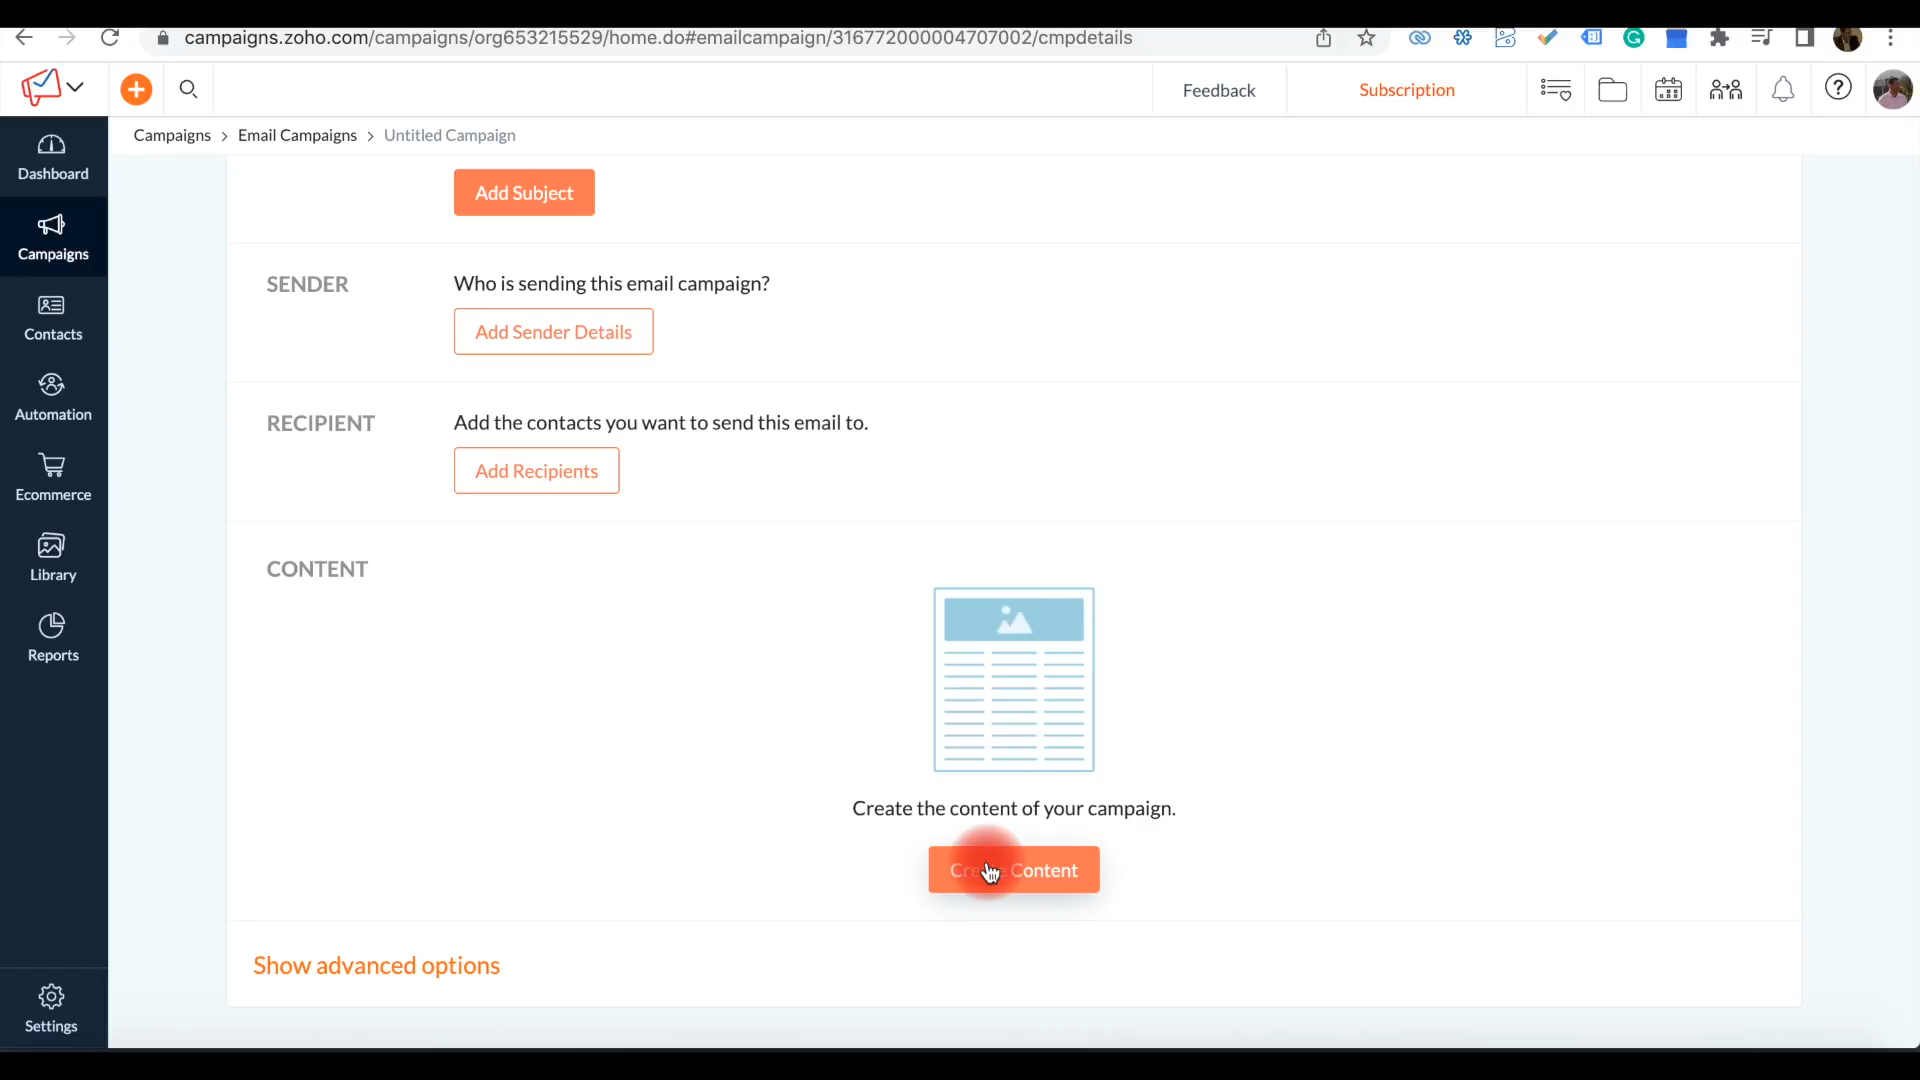 campaigns.zoho.com/campaigns/org653215529/home.do#emailcampaign/316772000004707002/cmpdetails
Feedback
Subscription
Campaigns > Email Campaigns > Untitled Campaign
Dashboard
Campaigns
Contacts
Automation
Ecommerce
Library
Reports
Settings
Add Subject
SENDER
Who is sending this email campaign?
Add Sender Details
RECIPIENT
Add the contacts you want to send this email to.
Add Recipients
CONTENT
Create the content of your campaign.
Create Content
Show advanced options